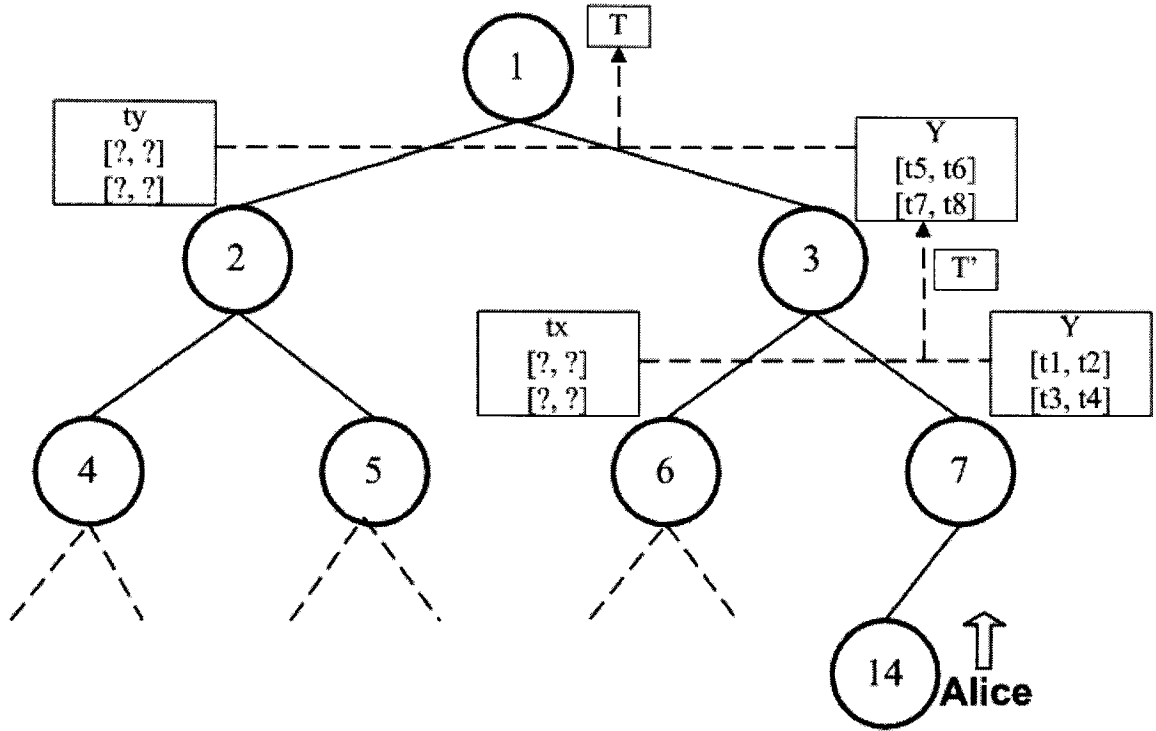 1
T
ty
[?, ?]
[?, ?]
Y
[t5, t6]
[t7, t8]
2
3
T’
tx
[?, ?]
[?, ?]
Y
[t1, t2]
[t3, t4]
4
5
6
7
14
Alice